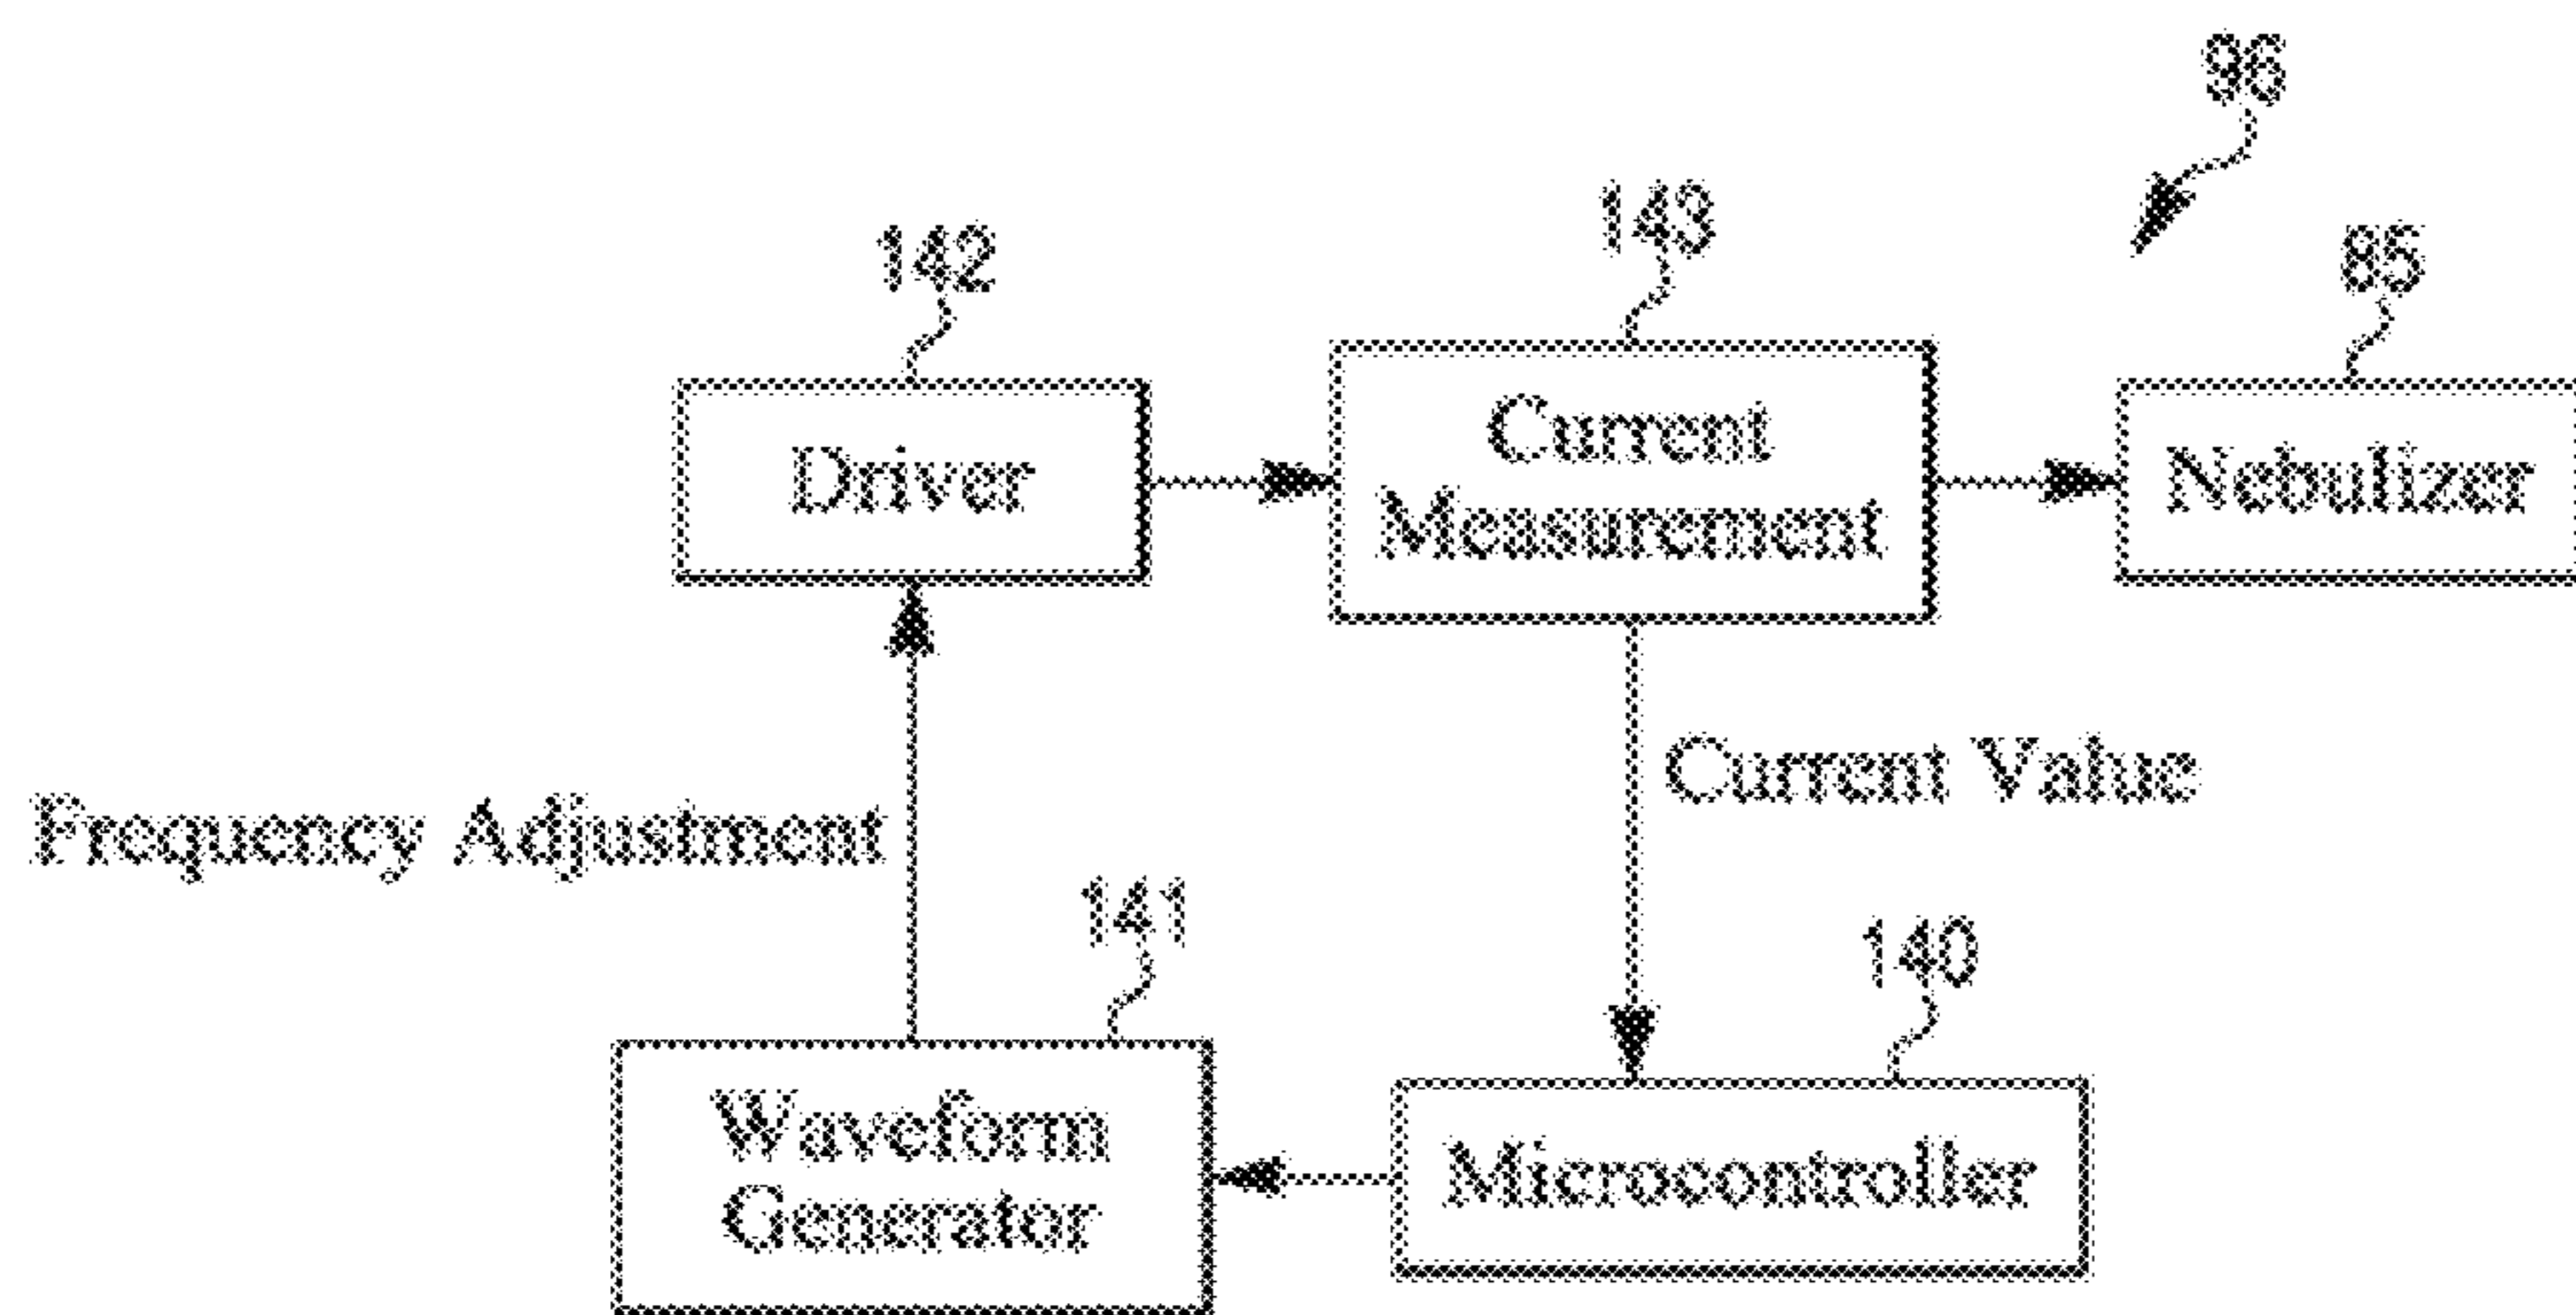 96
142
143
85
Driver
Current
Measurement
Nebulizer
Current Value
Frequency Adjustment
141
140
Waveform
Generator
Microcontroller